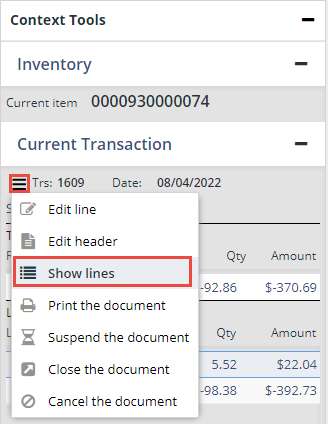 Context Tools
Inventory
Current item 0000930000074
Current Transaction
Trs: 1609 Date: 08/04/2022
Edit line
Edit header
Qty Amount
Show lines
-92.86 $-370.69
Print the document
Suspend the document
Qty Amount
Close the document
5.52 $22.04
Cancel the document
-98.38 $-392.73